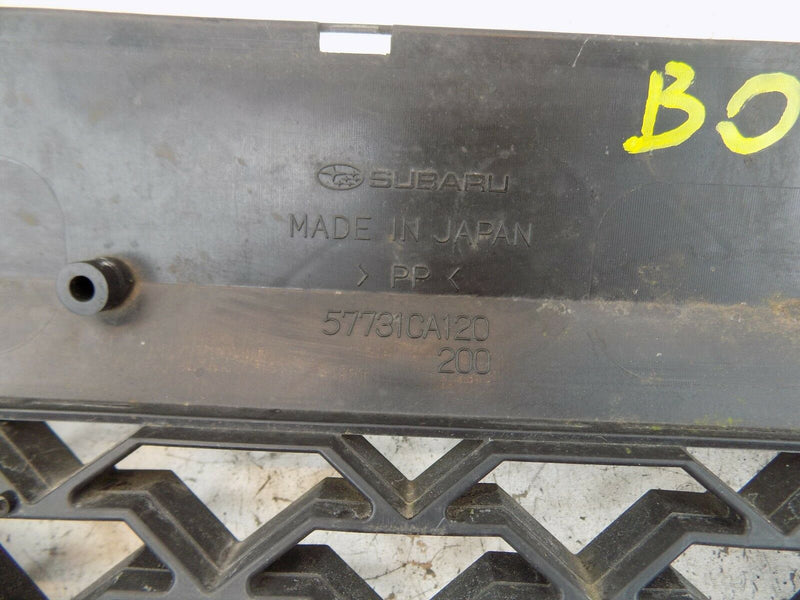 BO
SUBARU
MADE IN JAPAN
> PP <
57731CA120
200